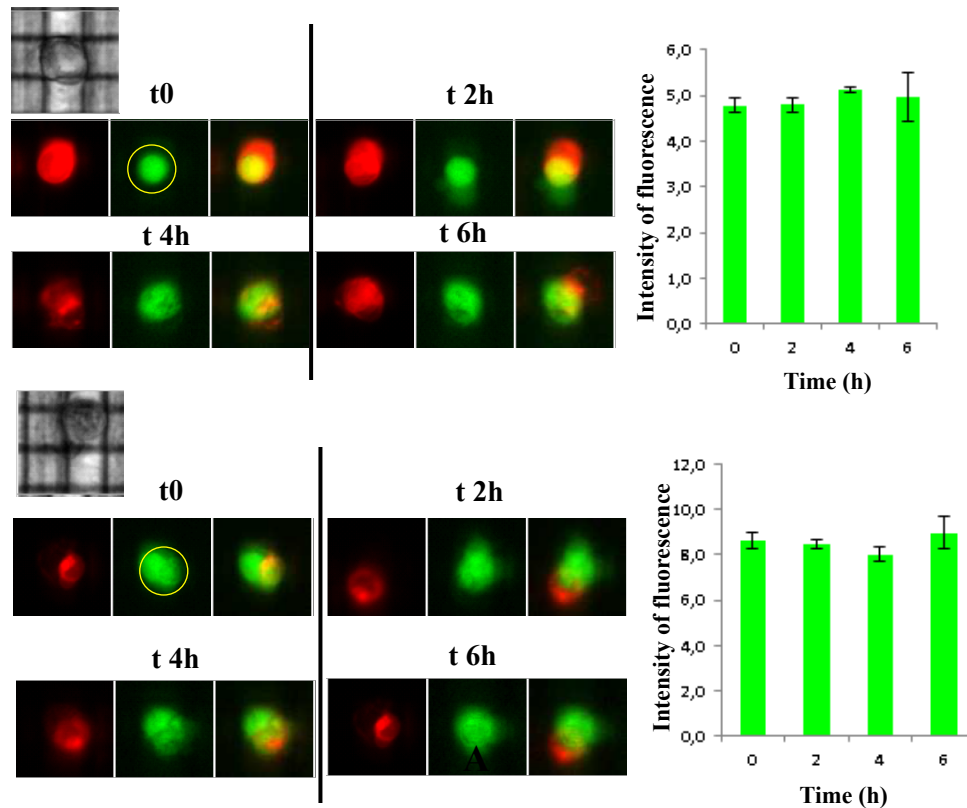 t0
t 2h
t 4h
t 6h
Intensity of fluorescence
6,0
5,0
4,0
3,0
2,0
1,0
0,0
0 2 4 6
Time (h)
t0
t 2h
t 4h
t 6h
A
Intensity of fluorescence
12,0
10,0
8,0
6,0
4,0
2,0
0,0
0 2 4 6
Time (h)